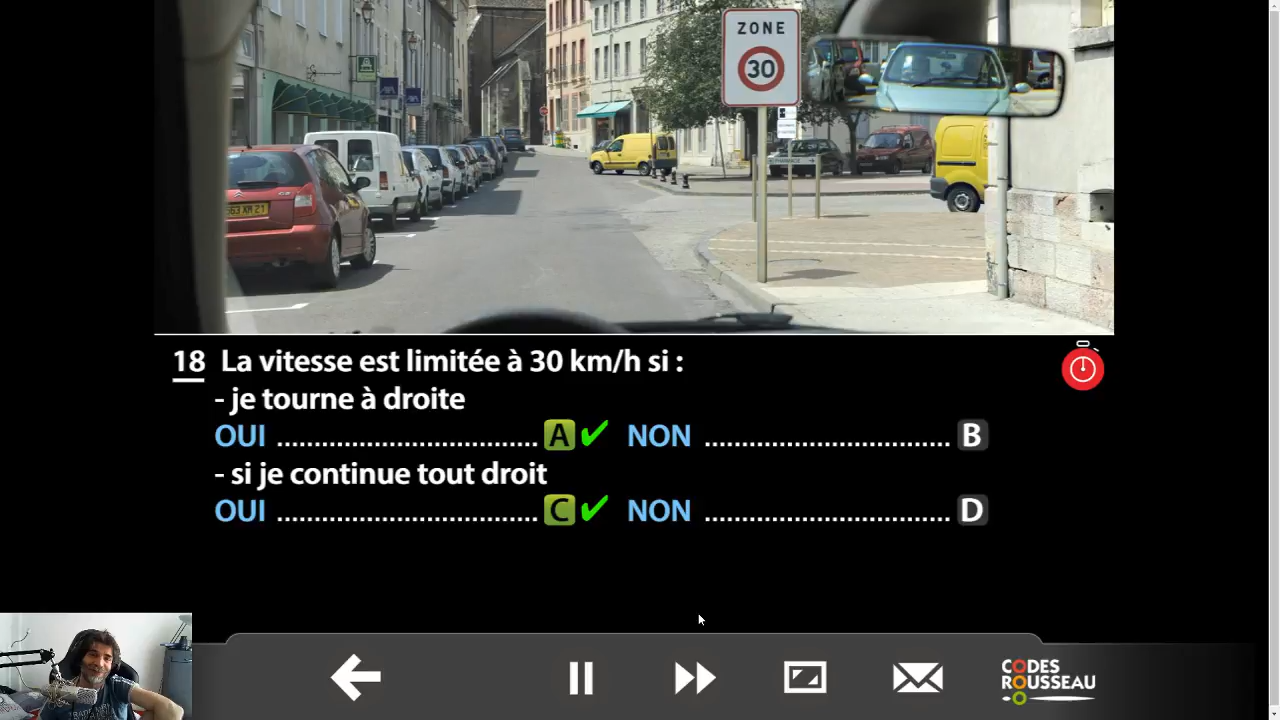 ZONE
30
AXA
18 La vitesse est limitée à 30 km/h si :
- je tourne à droite
OUI ................................... A ✔ NON ................................. B
- si je continue tout droit
OUI ................................... C ✔ NON ................................. D
CODES
ROUSSEAU